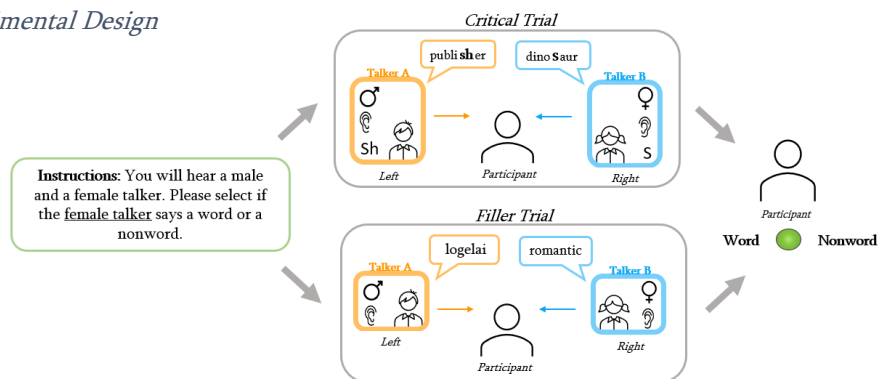 mental Design
Critical Trial
publisher
dinosaur
Talker A
Talker B
Sh
S
Left
Participant
Right
Instructions: You will hear a male
and a female talker. Please select if
the female talker says a word or a
nonword.
Participant
Word Nonword
Filler Trial
logelai
romantic
Talker A
Talker B
Left
Participant
Right